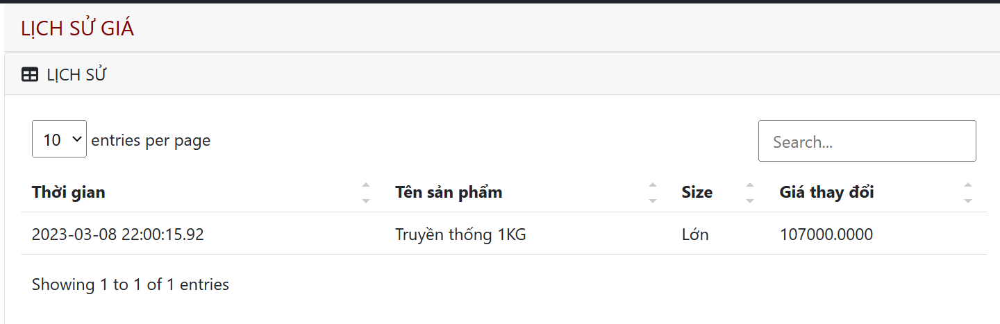 LỊCH SỬ GIÁ
LỊCH SỬ
10 entries per page
Search...
Thời gian Tên sản phẩm Size Giá thay đổi
2023-03-08 22:00:15.92 Truyền thống 1KG Lớn 107000.0000
Showing 1 to 1 of 1 entries